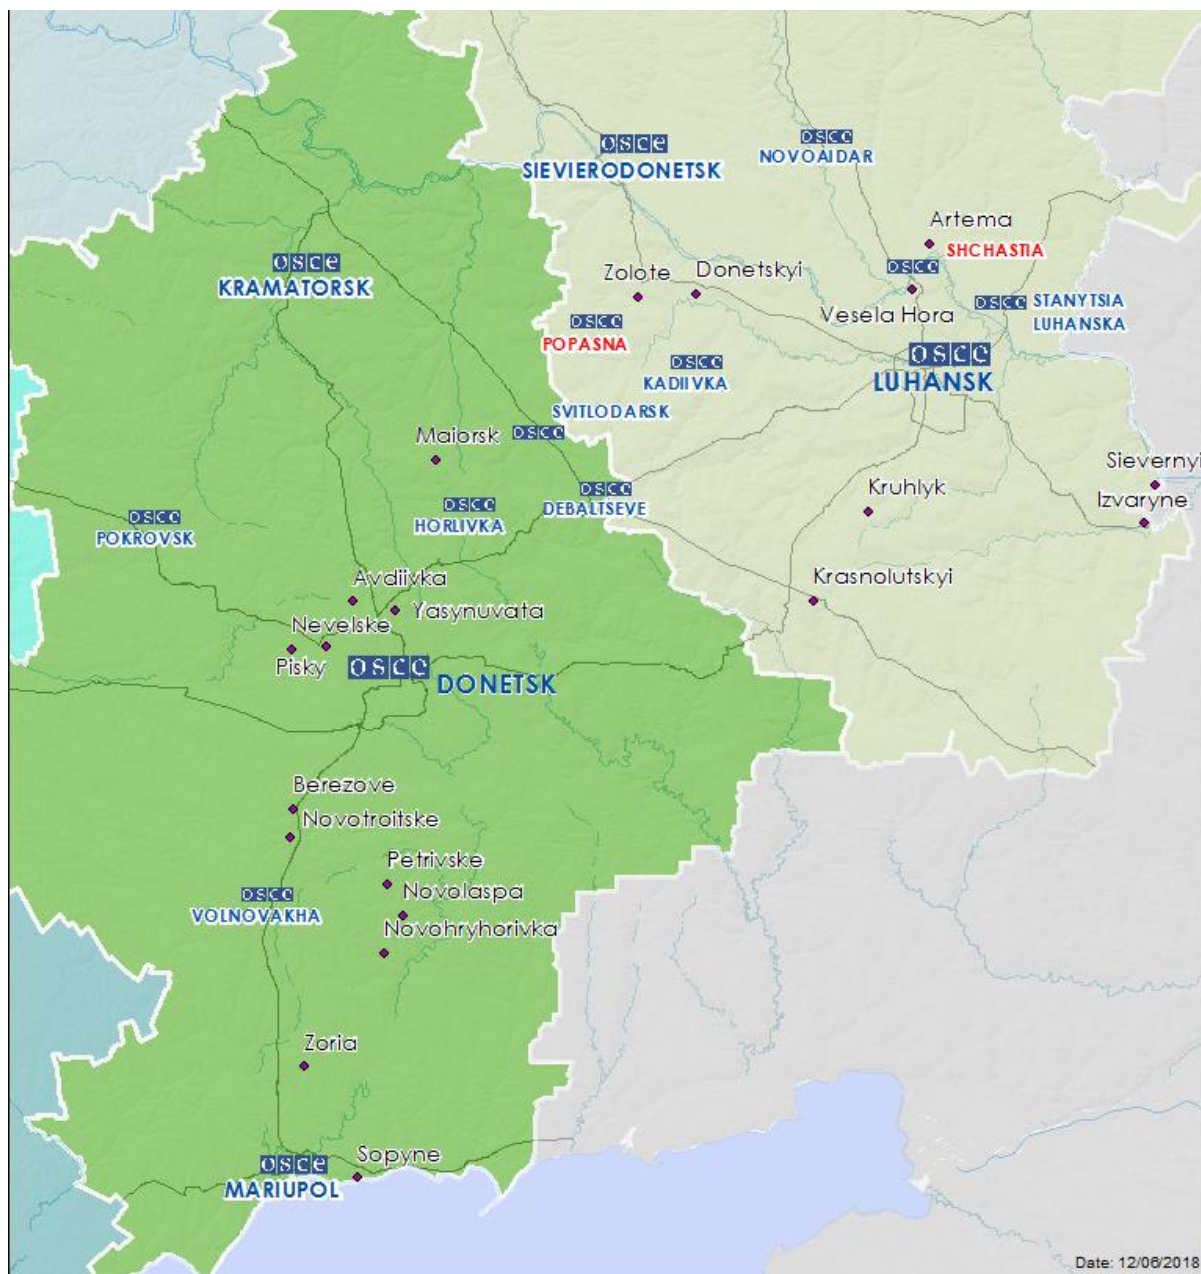 osce
SIEVIERODONETSK
osce
NOVOAIDAR
Artema
SHCHASTIA
osce
KRAMATORSK
Zolote
Donetskyi
osce
Vesela Hora
osce
STANYTSIA
LUHANSKA
osce
POPASNA
osce
KADIIVKA
osce
LUHANSK
SVITLODARSK
osce
Maiorsk
Sievernyi
Izvaryne
Kruhlyk
osce
DEBALTSEVE
osce
HORLIVKA
osce
POKROVSK
Avdiivka
Yasynuvata
Krasnolutskyi
Nevelske
Pisky
osce
DONETSK
Berezove
Novotroitske
Petrivske
Novolaspa
osce
VOLNOVAKHA
Novohryhorivka
Zoria
Sopyne
osce
MARIUPOL
Date: 12/06/2018